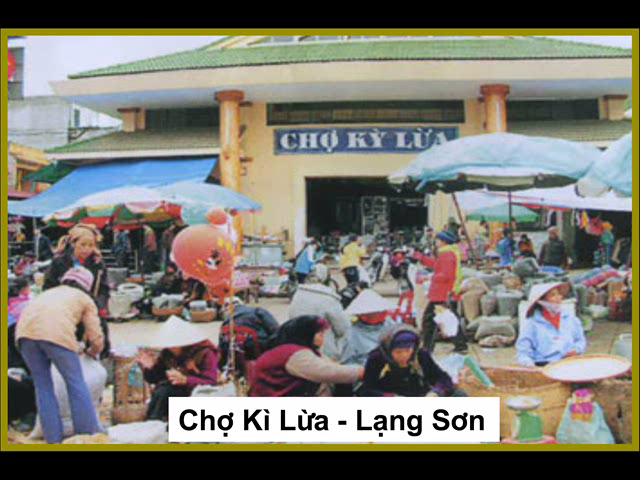 CHỢ KỲ LỪA
Chợ Kì Lừa - Lạng Sơn